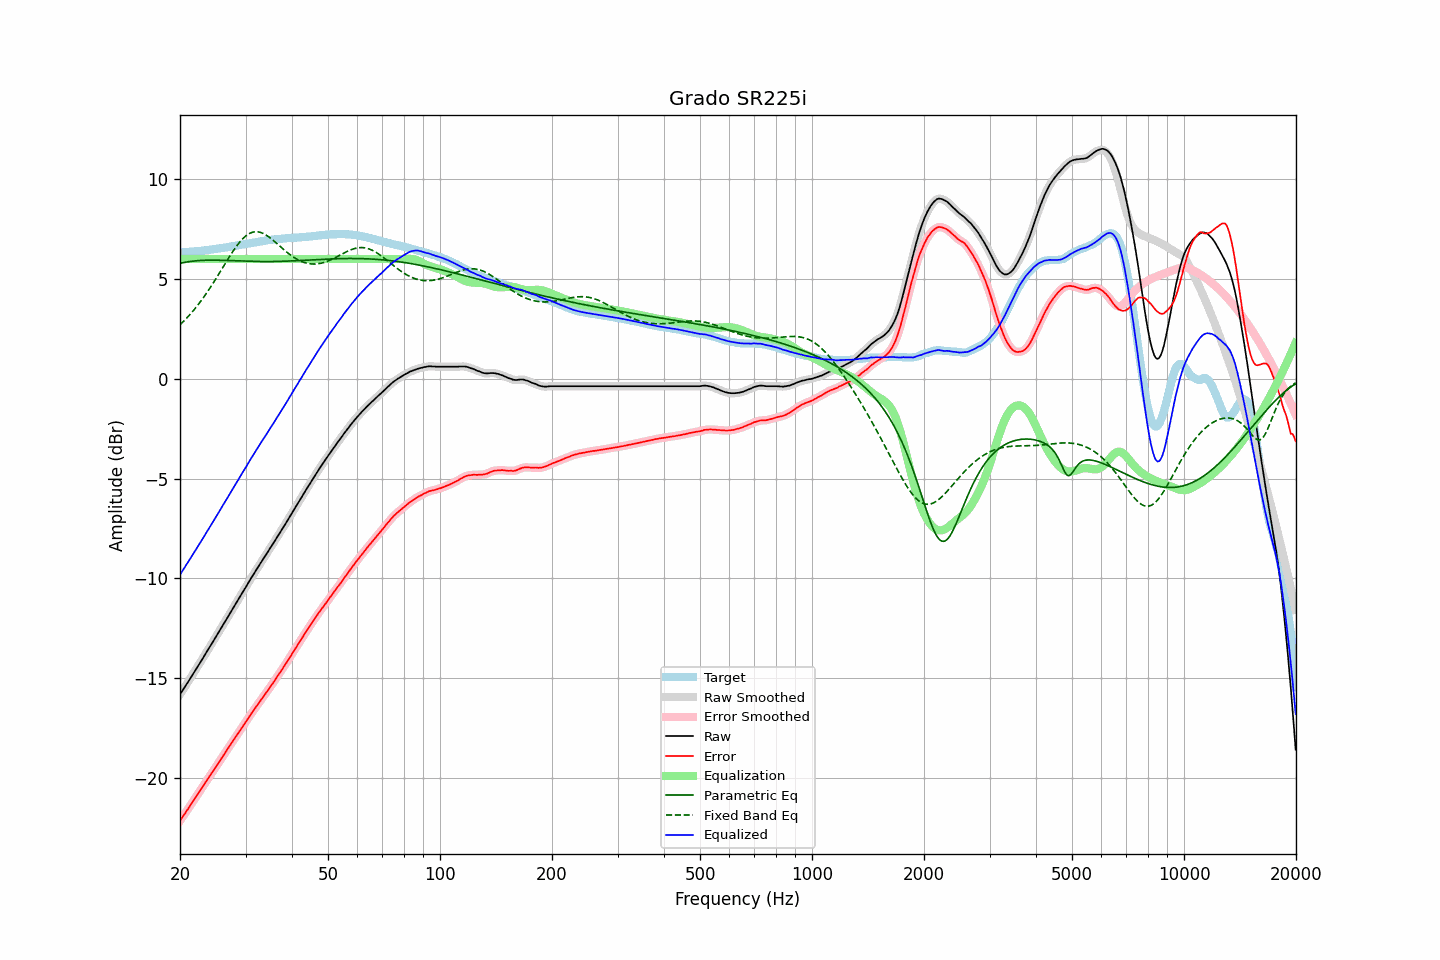 Grado SR225i
Amplitude (dBr)
10
5
0
−5
−10
−15
−20
Target
Raw Smoothed
Error Smoothed
Raw
Error
Equalization
Parametric Eq
Fixed Band Eq
Equalized
20 50 100 200 500 1000 2000 5000 10000 20000
Frequency (Hz)